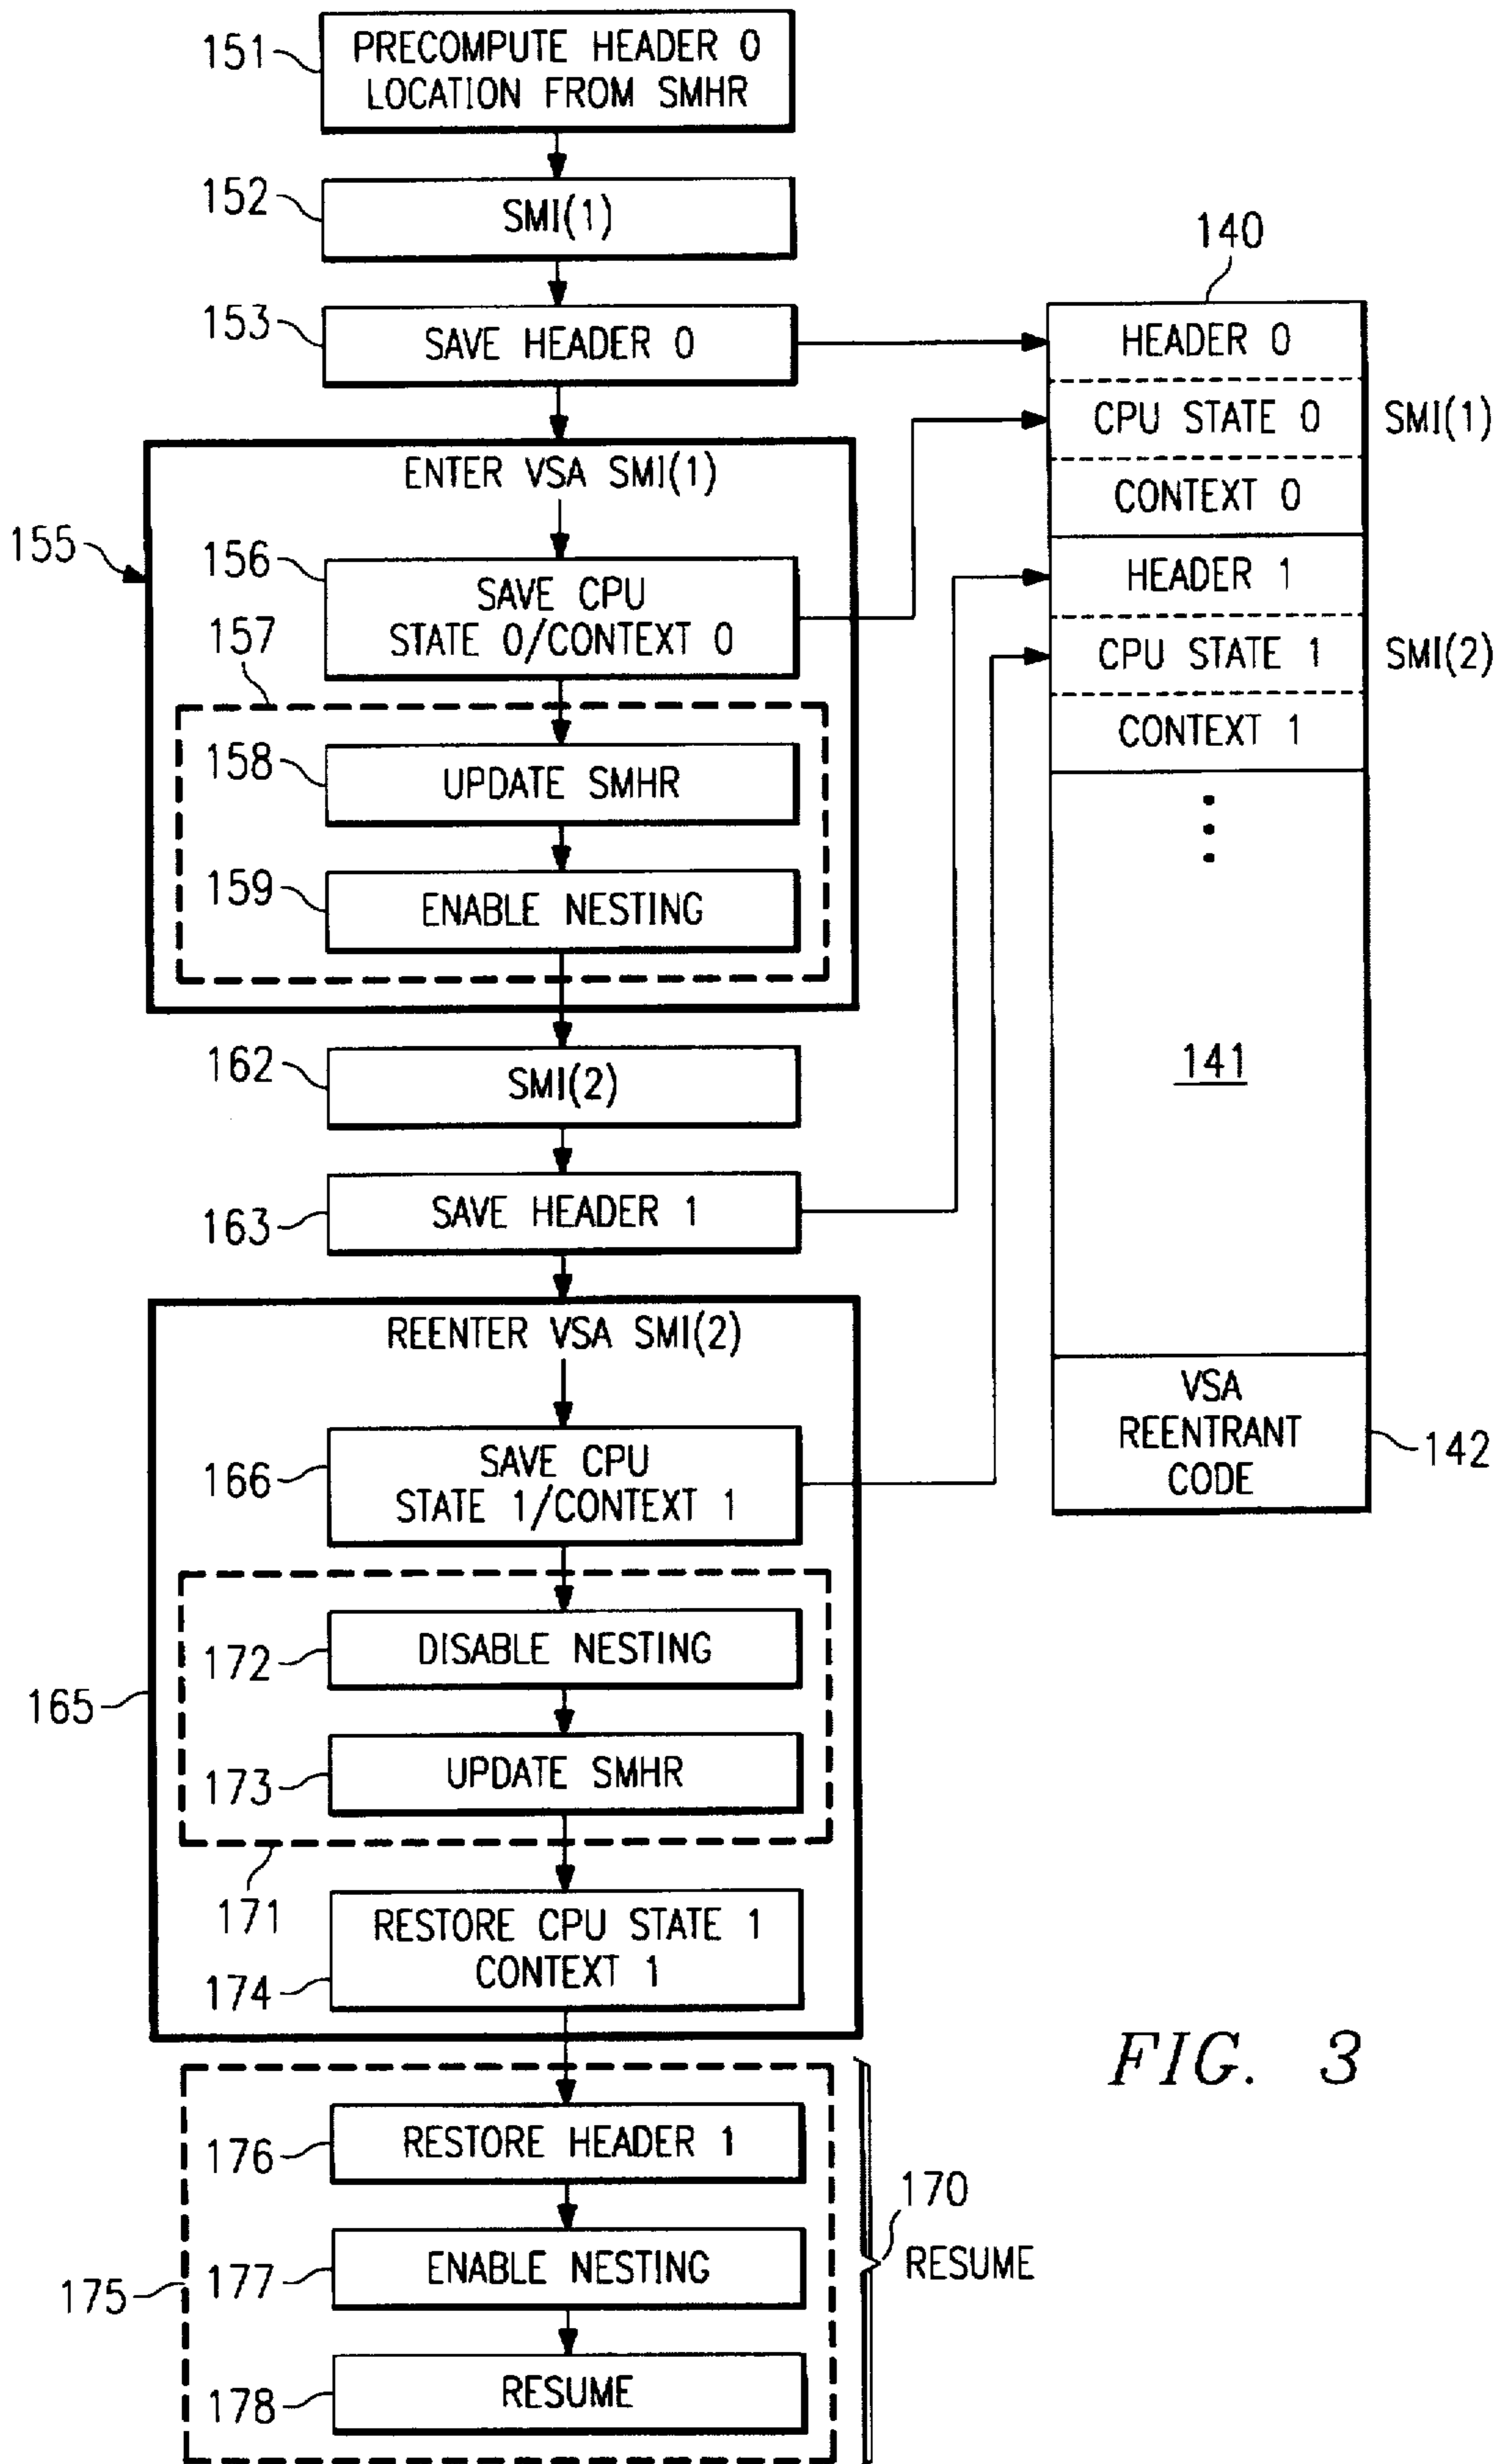 151
PRECOMPUTE HEADER 0
LOCATION FROM SMHR
152
SMI(1)
153
SAVE HEADER 0
155
ENTER VSA SMI(1)
156
SAVE CPU
STATE 0/CONTEXT 0
157
158
UPDATE SMHR
159
ENABLE NESTING
162
SMI(2)
163
SAVE HEADER 1
165
REENTER VSA SMI(2)
166
SAVE CPU
STATE 1/CONTEXT 1
172
DISABLE NESTING
173
UPDATE SMHR
171
174
RESTORE CPU STATE 1
CONTEXT 1
175
176
RESTORE HEADER 1
177
ENABLE NESTING
178
RESUME
170
RESUME
140
HEADER 0
CPU STATE 0
SMI(1)
CONTEXT 0
HEADER 1
CPU STATE 1
SMI(2)
CONTEXT 1
141
VSA
REENTRANT
CODE
142
FIG. 3